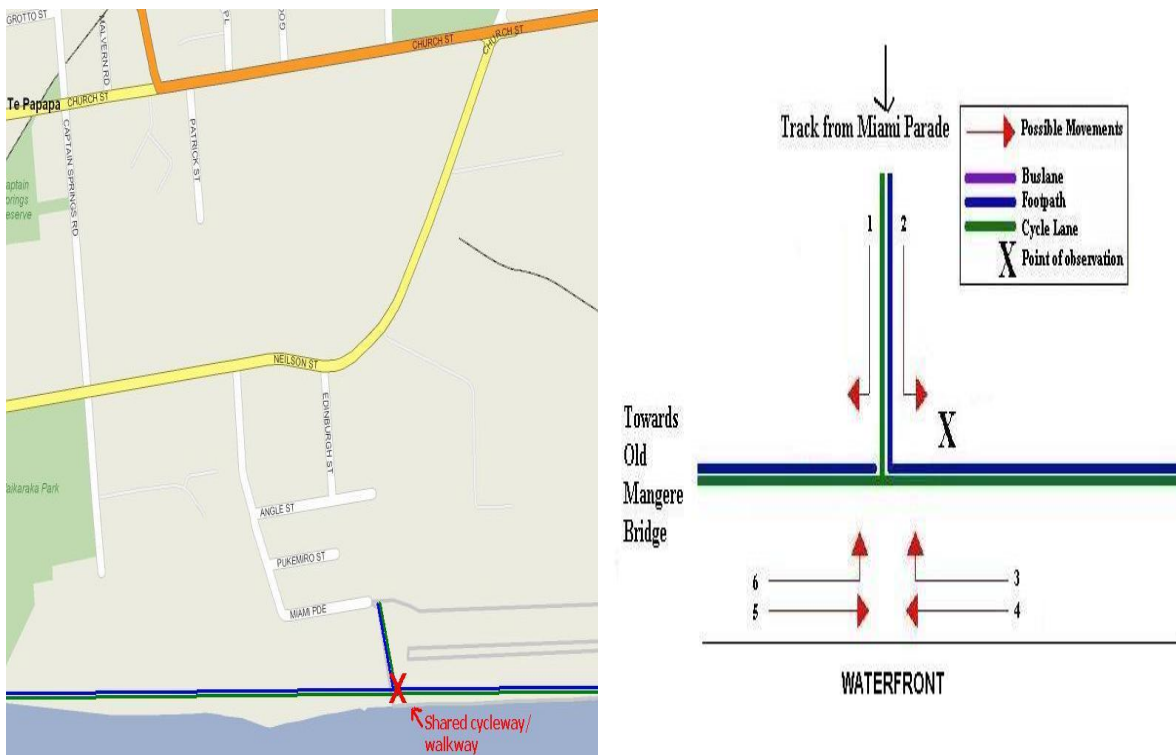 GROTTO ST
MALVERN RD
PL
OOG
CHURCH ST
CHURCH ST
Te Papapa
CHURCH ST
CAPTAIN SPRINGS RD
PATRICK ST
aptain
prings
eserve
NEILSON ST
EDINBURGH ST
aikaraka Park
ANGLE ST
PUKEMIRO ST
MIAMI PDE
X
Shared cycleway/
walkway
Track from Miami Parade
Possible Movements
Buslane
Footpath
Cycle Lane
X Point of observation
1 2
X
Towards
Old
Mangere
Bridge
6 3
5 4
WATERFRONT